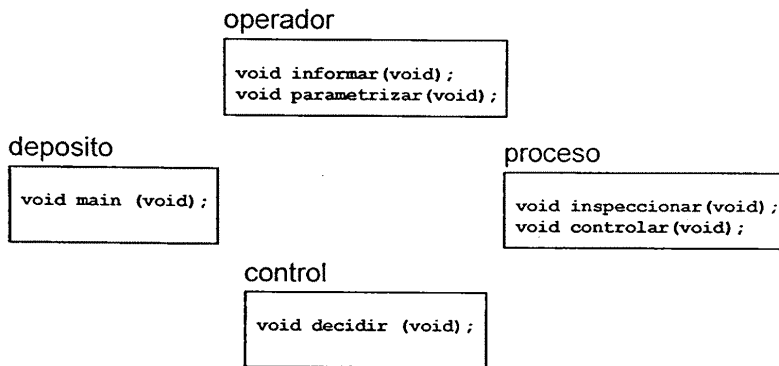 operador
void informar(void);
void parametrizar(void);
deposito
void main (void);
proceso
void inspeccionar(void);
void controlar(void);
control
void decidir (void);